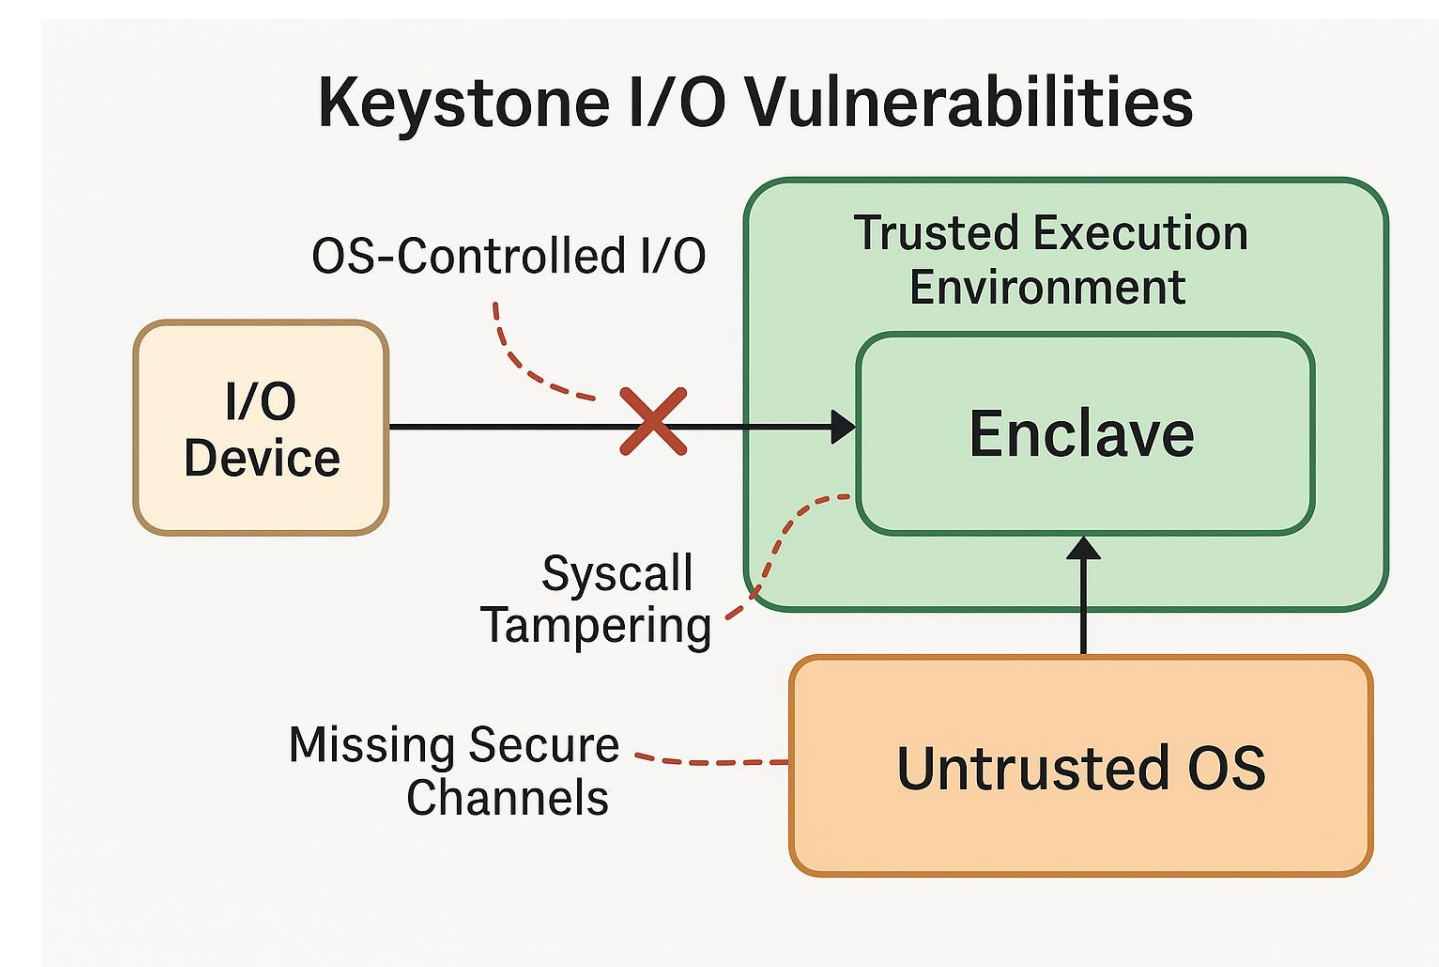 Keystone I/O Vulnerabilities
OS-Controlled I/O
Trusted Execution
Environment
I/O
Device
Enclave
Syscall
Tampering
Missing Secure
Channels
Untrusted OS